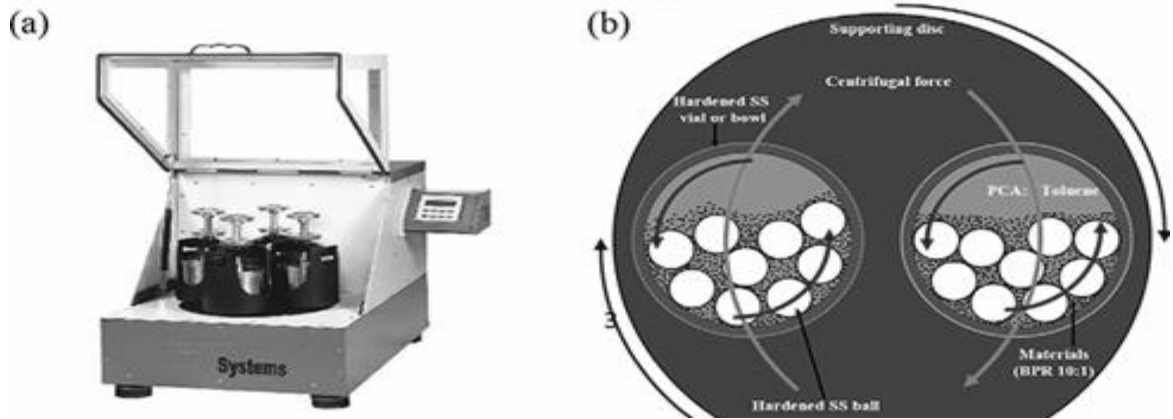 (a)
Systems
(b)
Supporting disc
Centrifugal force
Hardened SS
vial or bowl
PCA: Toluene
3
Materials
(BPR 10:1)
Hardened SS ball